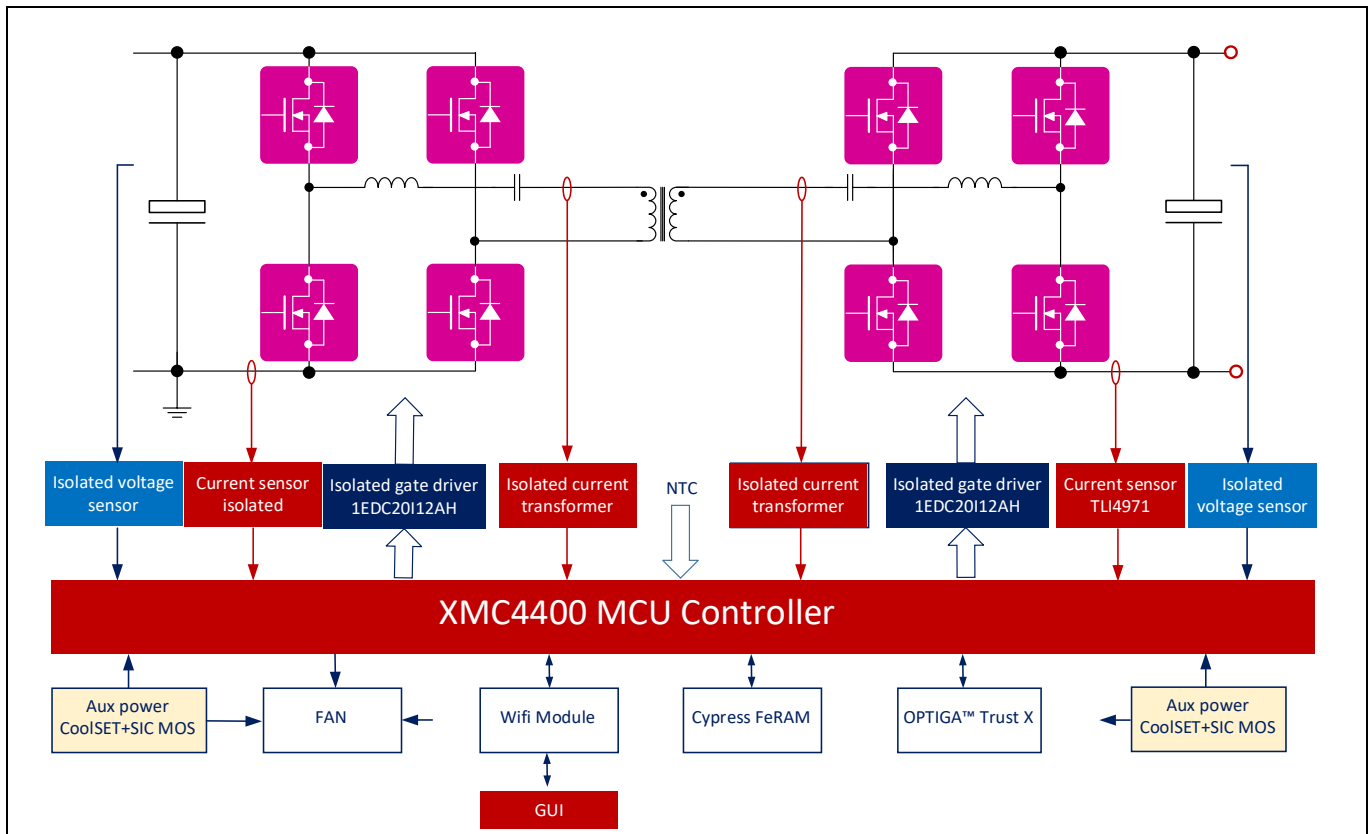 Isolated voltage
sensor
Current sensor
isolated
Isolated gate driver
1EDC20I12AH
Isolated current
transformer
NTC
Isolated current
transformer
Isolated gate driver
1EDC20I12AH
Current sensor
TLI4971
Isolated
voltage sensor
XMC4400 MCU Controller
Aux power
CoolSET+SIC MOS
FAN
Wifi Module
Cypress FeRAM
OPTIGA™ Trust X
Aux power
CoolSET+SIC MOS
GUI